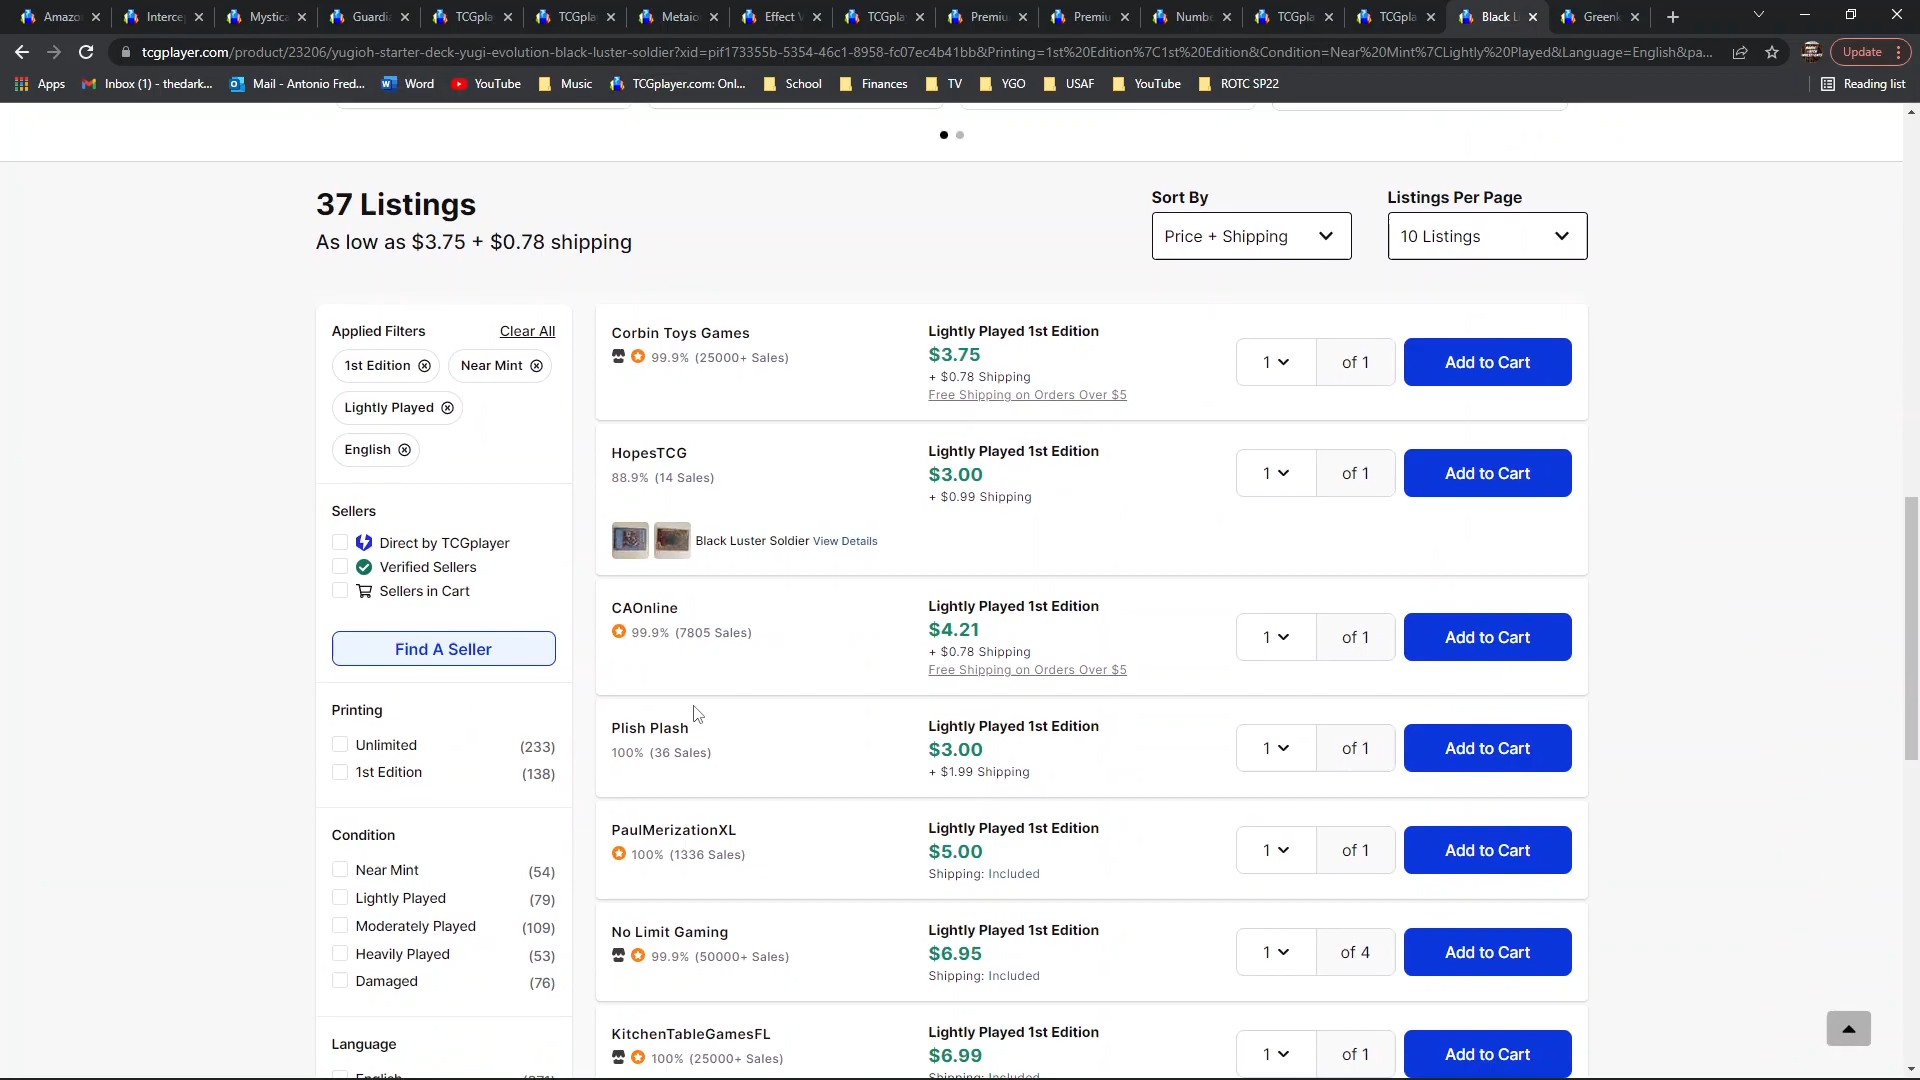 Amazo
Interce
Mystica
Guardi
TCGpla
TCGpla
Metaio
Effect V
TCGpla
Premiu
Premiu
Numbe
TCGpla
TCGpla
Black L
Greenk
tcgplayer.com/product/23206/yugioh-starter-deck-yugi-evolution-black-luster-soldier?xid=pif173355b-5354-46c1-8958-fc07ec4b41bb&Printing=1st%20Edition%7C1st%20Edition&Condition=Near%20Mint%7CLightly%20Played&Language=English&pa...
Update
Apps
Inbox (1) - thedark...
Mail - Antonio Fred...
Word
YouTube
Music
TCGplayer.com: Onl...
School
Finances
TV
YGO
USAF
YouTube
ROTC SP22
Reading list
37 Listings
As low as $3.75 + $0.78 shipping
Sort By
Price + Shipping
Listings Per Page
10 Listings
Applied Filters
Clear All
1st Edition
Near Mint
Lightly Played
English
Sellers
Direct by TCGplayer
Verified Sellers
Sellers in Cart
Find A Seller
Printing
Unlimited (233)
1st Edition (138)
Condition
Near Mint (54)
Lightly Played (79)
Moderately Played (109)
Heavily Played (53)
Damaged (76)
Language
Corbin Toys Games
99.9% (25000+ Sales)
Lightly Played 1st Edition
$3.75
+ $0.78 Shipping
Free Shipping on Orders Over $5
1 of 1
Add to Cart
HopesTCG
88.9% (14 Sales)
Lightly Played 1st Edition
$3.00
+ $0.99 Shipping
1 of 1
Add to Cart
Black Luster Soldier View Details
CAOnline
99.9% (7805 Sales)
Lightly Played 1st Edition
$4.21
+ $0.78 Shipping
Free Shipping on Orders Over $5
1 of 1
Add to Cart
Plish Plash
100% (36 Sales)
Lightly Played 1st Edition
$3.00
+ $1.99 Shipping
1 of 1
Add to Cart
PaulMerizationXL
100% (1336 Sales)
Lightly Played 1st Edition
$5.00
Shipping: Included
1 of 1
Add to Cart
No Limit Gaming
99.9% (50000+ Sales)
Lightly Played 1st Edition
$6.95
Shipping: Included
1 of 4
Add to Cart
KitchenTableGamesFL
100% (25000+ Sales)
Lightly Played 1st Edition
$6.99
Shipping: Included
1 of 1
Add to Cart